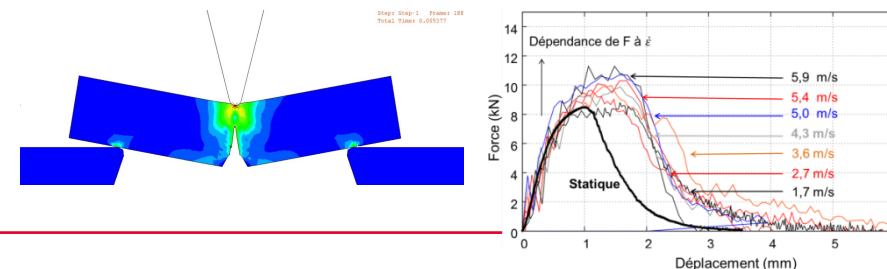 Step: Step-1 Frame: 188
Total Time: 0.005377
Dépendance de F à ε̇
14
12
10
8
6
4
2
0
Force (kN)
5,9 m/s
5,4 m/s
5,0 m/s
4,3 m/s
3,6 m/s
2,7 m/s
1,7 m/s
Statique
0 1 2 3 4 5
Déplacement (mm)